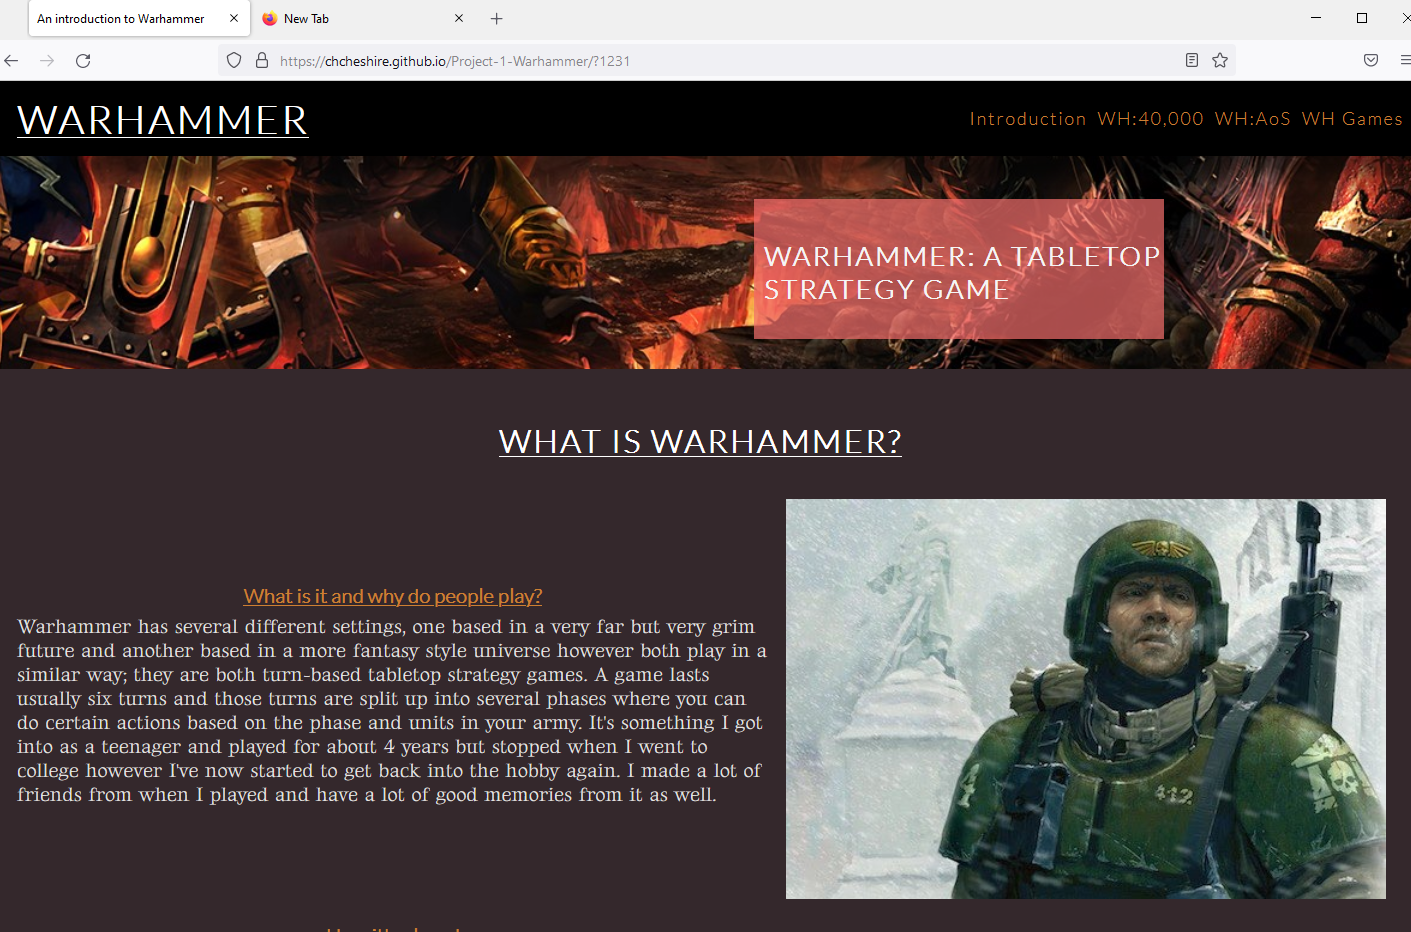 An introduction to Warhammer
New Tab
https://chcheshire.github.io/Project-1-Warhammer/?1231
WARHAMMER
Introduction WH:40,000 WH:AoS WH Games
WARHAMMER: A TABLETOP
STRATEGY GAME
WHAT IS WARHAMMER?
What is it and why do people play?
Warhammer has several different settings, one based in a very far but very grim
future and another based in a more fantasy style universe however both play in a
similar way; they are both turn-based tabletop strategy games. A game lasts
usually six turns and those turns are split up into several phases where you can
do certain actions based on the phase and units in your army. It's something I got
into as a teenager and played for about 4 years but stopped when I went to
college however I've now started to get back into the hobby again. I made a lot of
friends from when I played and have a lot of good memories from it as well.
412